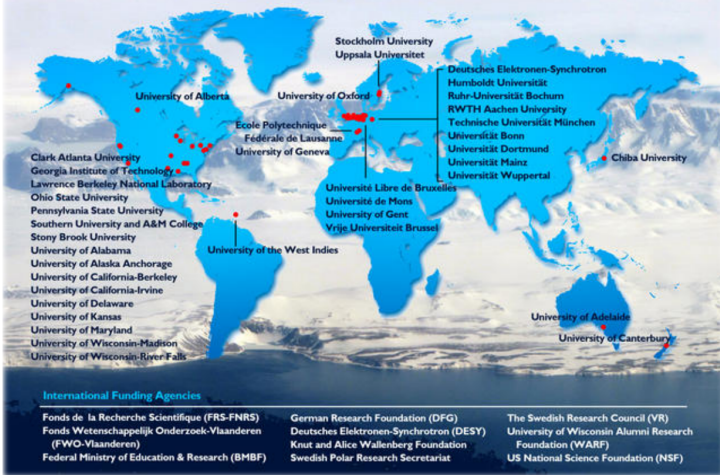 Stockholm University
Uppsala Universitet
University of Alberta
University of Oxford
Deutsches Elektronen-Synchrotron
Humboldt Universität
Ruhr-Universität Bochum
RWTH Aachen University
Technische Universität München
Universität Bonn
Universität Dortmund
Universität Mainz
Universität Wuppertal
Ecole Polytechnique
Fédérale de Lausanne
University of Geneva
Chiba University
Clark Atlanta University
Georgia Institute of Technology
Lawrence Berkeley National Laboratory
Ohio State University
Pennsylvania State University
Southern University and A&M College
Stony Brook University
University of Alabama
University of Alaska Anchorage
University of California-Berkeley
University of California-Irvine
University of Delaware
University of Kansas
University of Maryland
University of Wisconsin-Madison
University of Wisconsin-River Falls
Université Libre de Bruxelles
Université de Mons
University of Gent
Vrije Universiteit Brussel
University of the West Indies
University of Adelaide
University of Canterbury
International Funding Agencies
Fonds de la Recherche Scientifique (FRS-FNRS)
Fonds Wetenschappelijk Onderzoek-Vlaanderen
(FWO-Vlaanderen)
Federal Ministry of Education & Research (BMBF)
German Research Foundation (DFG)
Deutsches Elektronen-Synchrotron (DESY)
Knut and Alice Wallenberg Foundation
Swedish Polar Research Secretariat
The Swedish Research Council (VR)
University of Wisconsin Alumni Research
Foundation (WARF)
US National Science Foundation (NSF)